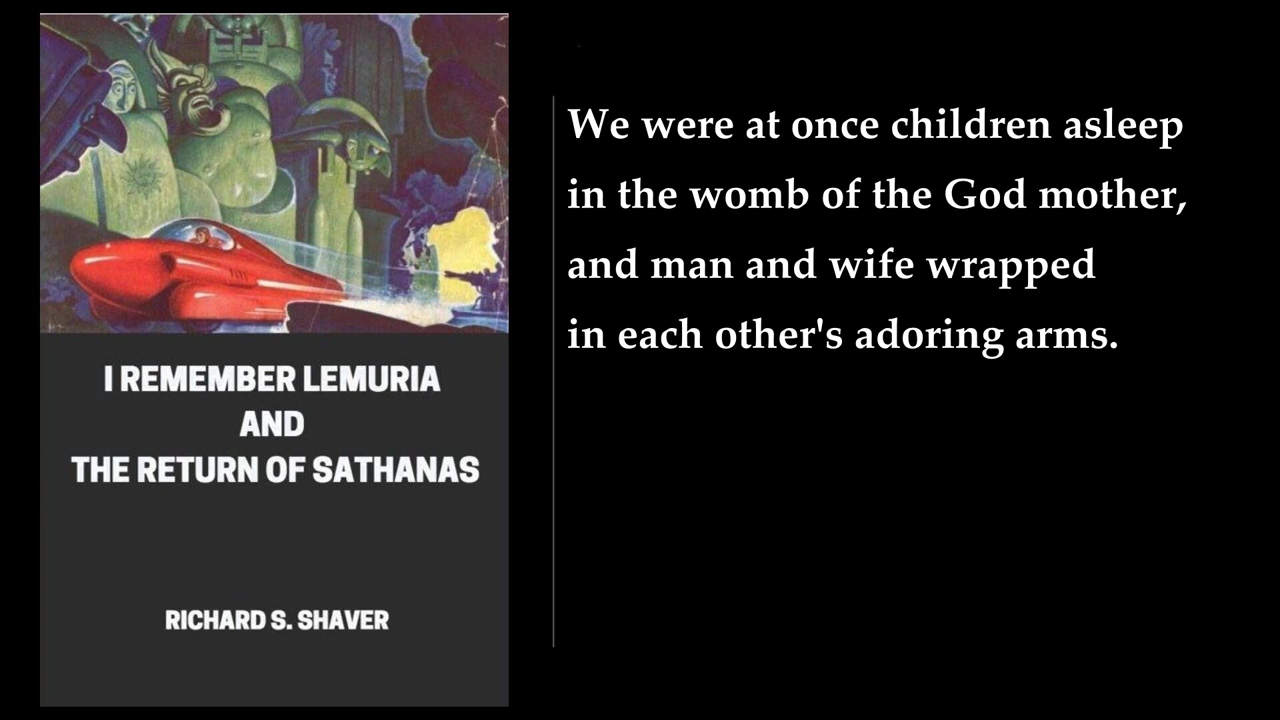 I REMEMBER LEMURIA
AND
THE RETURN OF SATHANAS
RICHARD S. SHAVER
We were at once children asleep
in the womb of the God mother,
and man and wife wrapped
in each other's adoring arms.